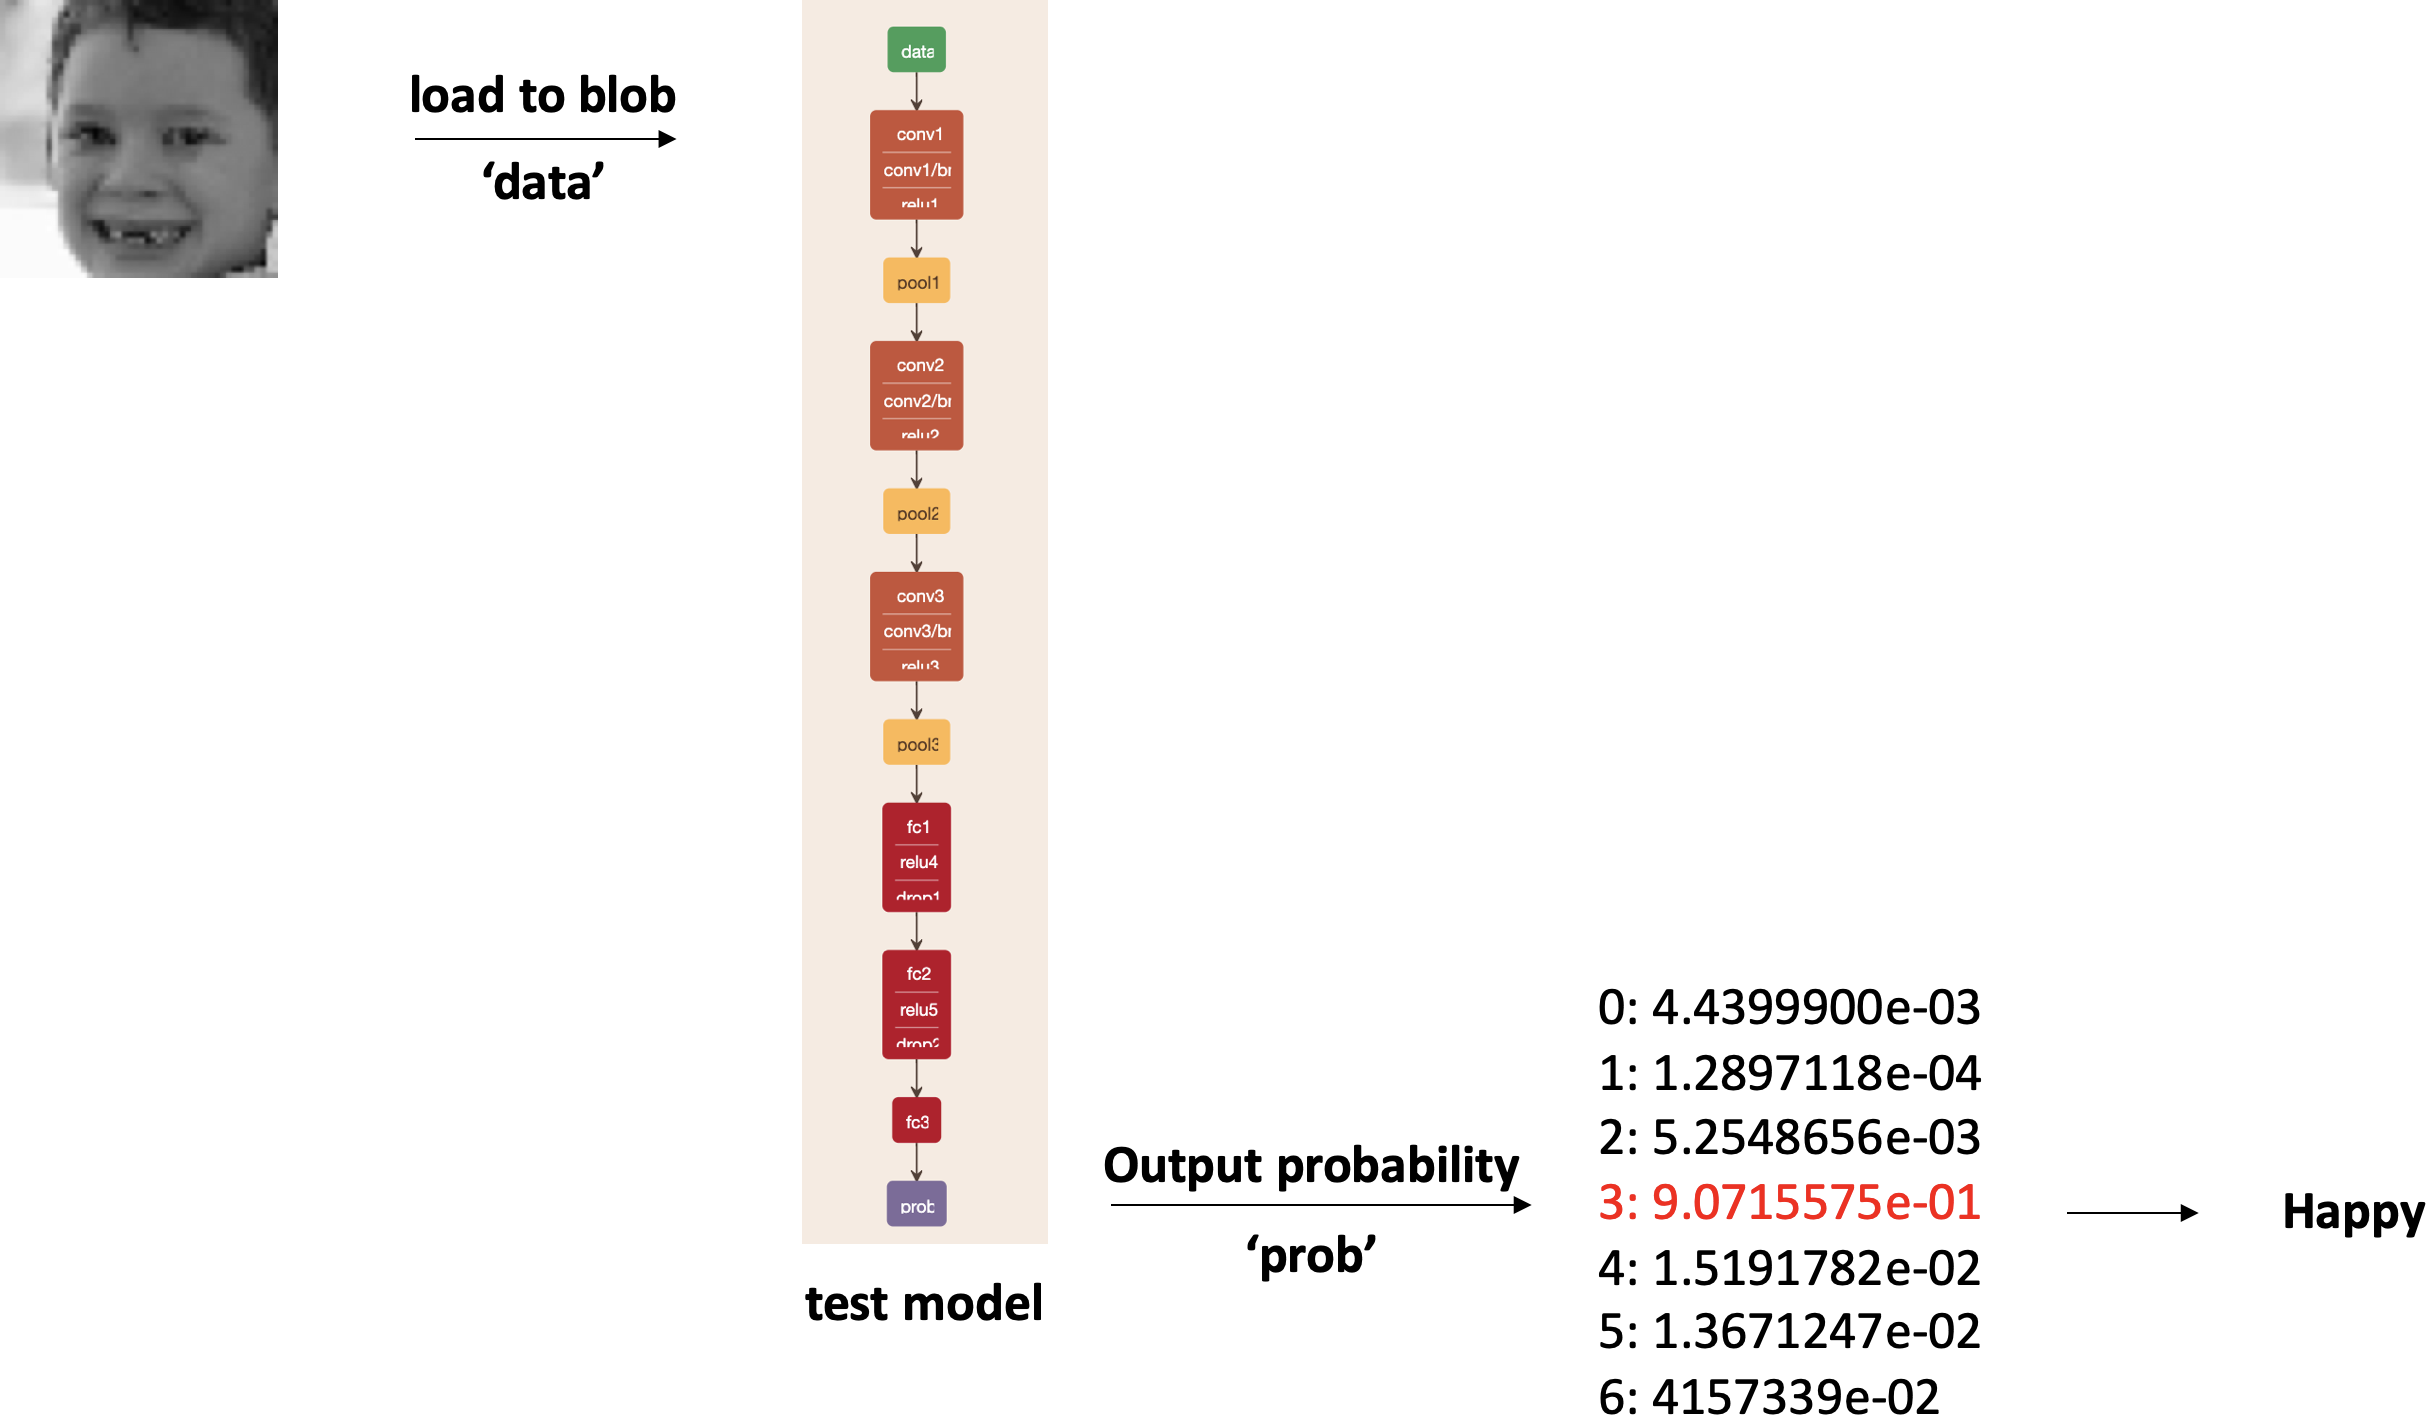 load to blob
‘data’
data
conv1
conv1/br
relu1
pool1
conv2
conv2/br
relu2
pool2
conv3
conv3/br
relu3
pool3
fc1
relu4
drop1
fc2
relu5
drop2
fc3
prob
test model
Output probability
‘prob’
0: 4.4399900e-03
1: 1.2897118e-04
2: 5.2548656e-03
3: 9.0715575e-01
4: 1.5191782e-02
5: 1.3671247e-02
6: 4157339e-02
Happy